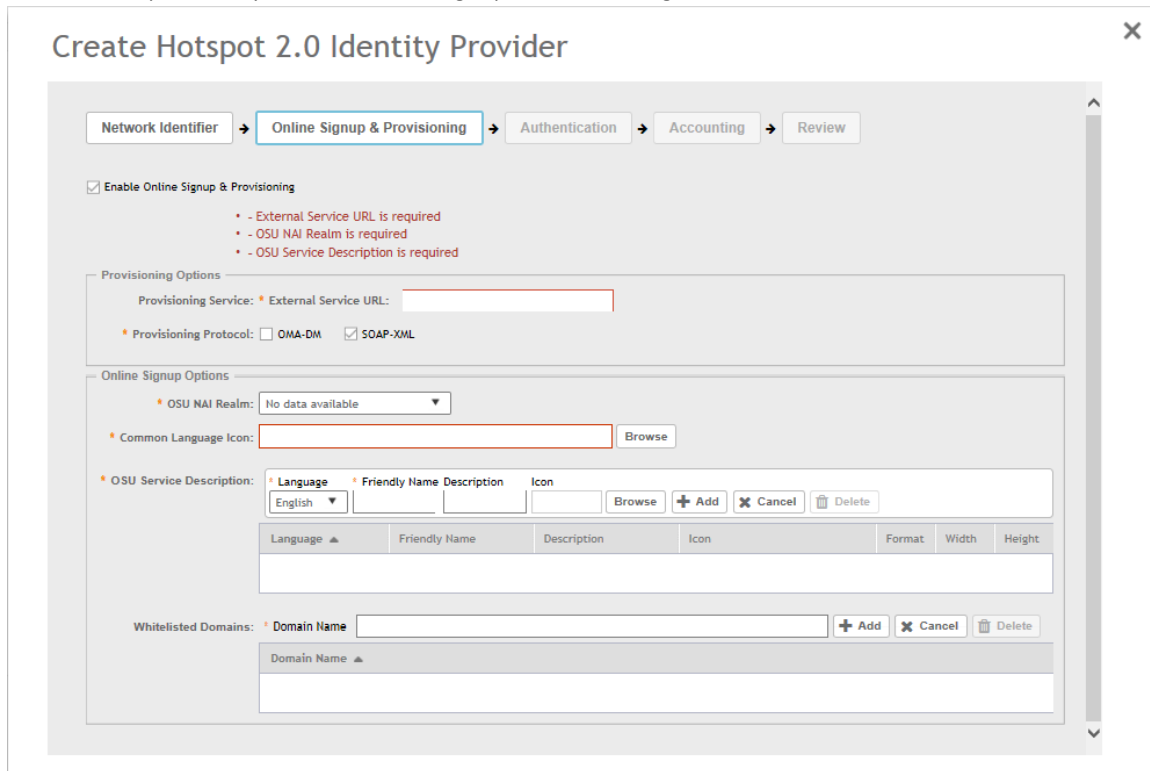 Create Hotspot 2.0 Identity Provider
Network Identifier → Online Signup & Provisioning → Authentication → Accounting → Review
Enable Online Signup & Provisioning
• - External Service URL is required
• - OSU NAI Realm is required
• - OSU Service Description is required
Provisioning Options
Provisioning Service: * External Service URL:
* Provisioning Protocol: OMA-DM SOAP-XML
Online Signup Options
* OSU NAI Realm: No data available
* Common Language Icon: Browse
* OSU Service Description: * Language * Friendly Name Description Icon
English Browse Add Cancel Delete
Language Friendly Name Description Icon Format Width Height
Whitelisted Domains: * Domain Name Add Cancel Delete
Domain Name